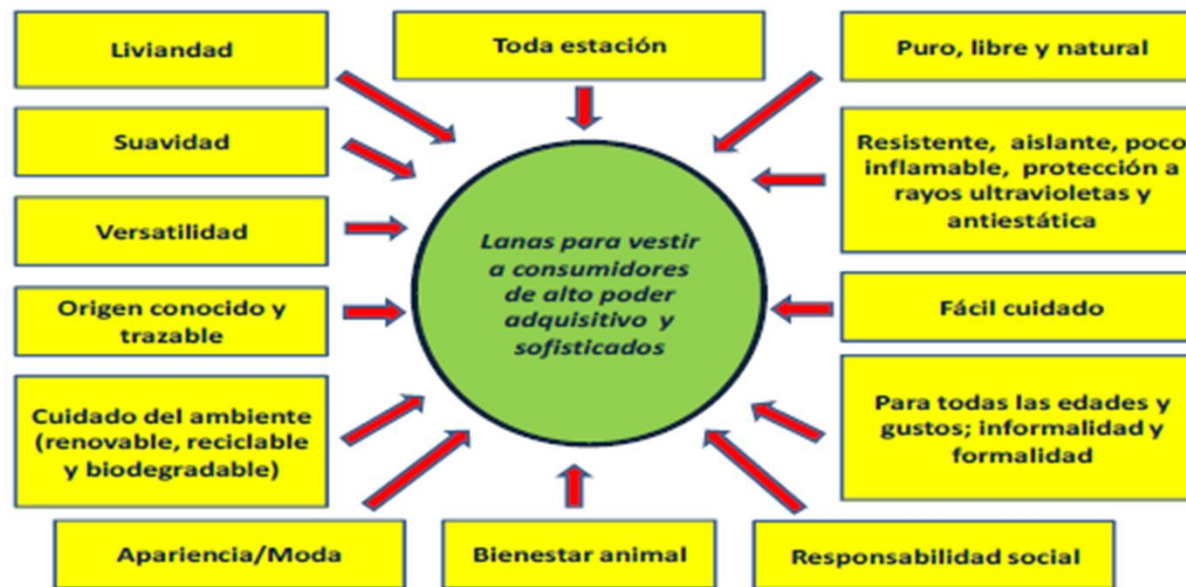 Liviandad
Toda estación
Puro, libre y natural
Suavidad
Resistente, aislante, poco
inflamable, protección a
rayos ultravioletas y
antiestática
Versatilidad
Lanas para vestir
a consumidores
de alto poder
adquisitivo y
sofisticados
Origen conocido y
trazable
Fácil cuidado
Cuidado del ambiente
(renovable, reciclable
y biodegradable)
Para todas las edades y
gustos; informalidad y
formalidad
Apariencia/Moda
Bienestar animal
Responsabilidad social